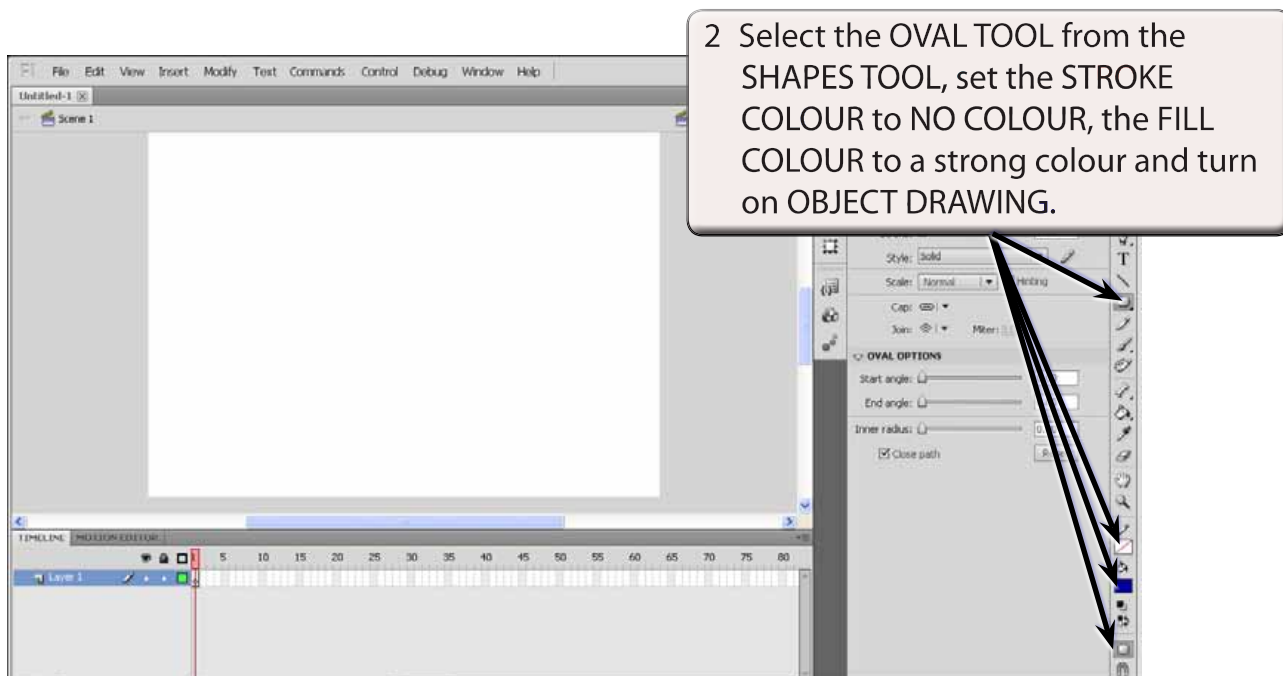 2 Select the OVAL TOOL from the
SHAPES TOOL, set the STROKE
COLOUR to NO COLOUR, the FILL
COLOUR to a strong colour and turn
on OBJECT DRAWING.
Fl File Edit View Insert Modify Text Commands Control Debug Window Help
Untitled-1
Scene 1
Style: Solid
Scale: Normal Hinting
Cap:
Join: Miter:
OVAL OPTIONS
Start angle:
End angle:
Inner radius:
Close path
TIMELINE MOTION EDITOR
5 10 15 20 25 30 35 40 45 50 55 60 65 70 75 80
Layer 1